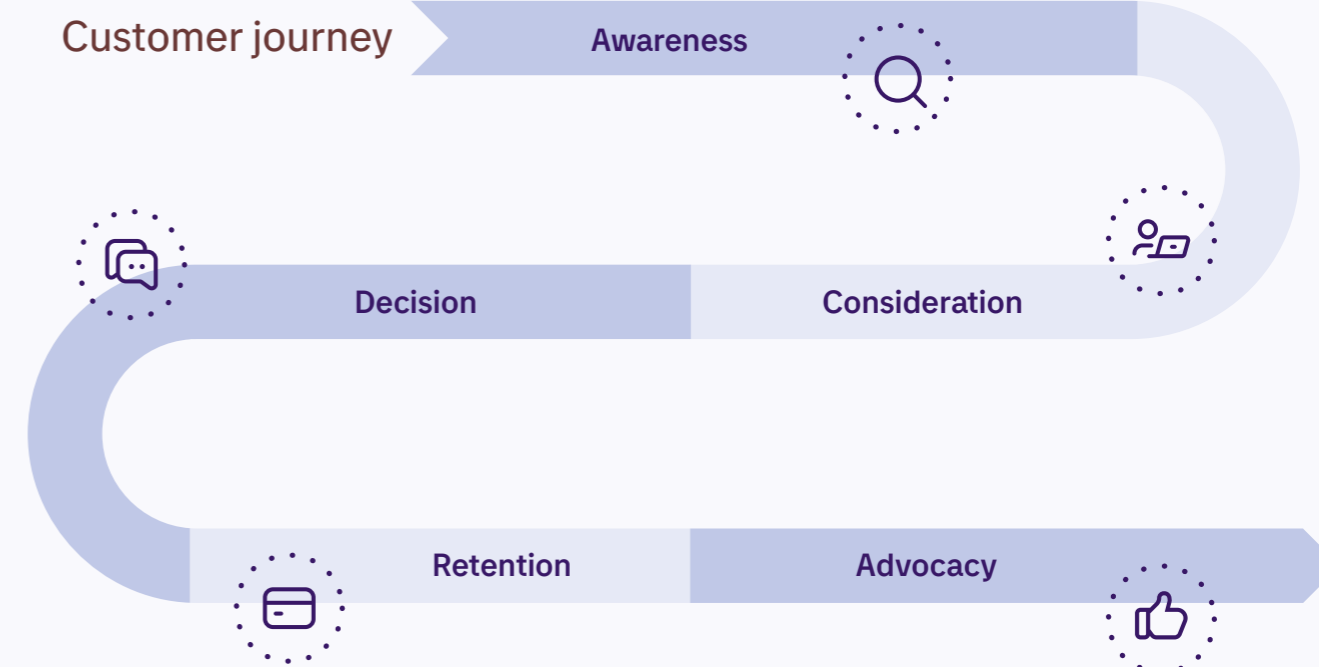 Customer journey
Awareness
Consideration
Decision
Retention
Advocacy